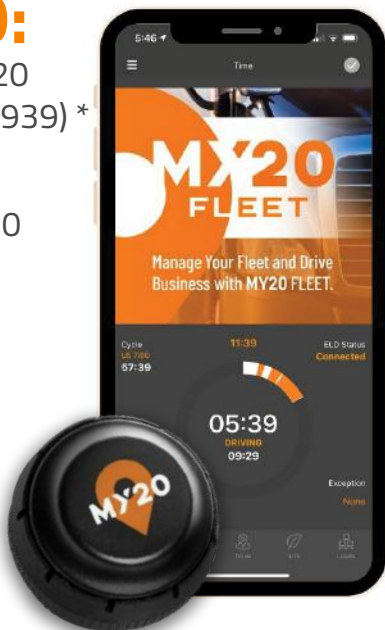 :
20
939) *
0
5:46
Time
MY20
FLEET
Manage Your Fleet and Drive
Business with MY20 FLEET.
Cycle
US 7/60
57:39
11:39
ELD Status
Connected
05:39
DRIVING
09:29
Exception
None
MY20